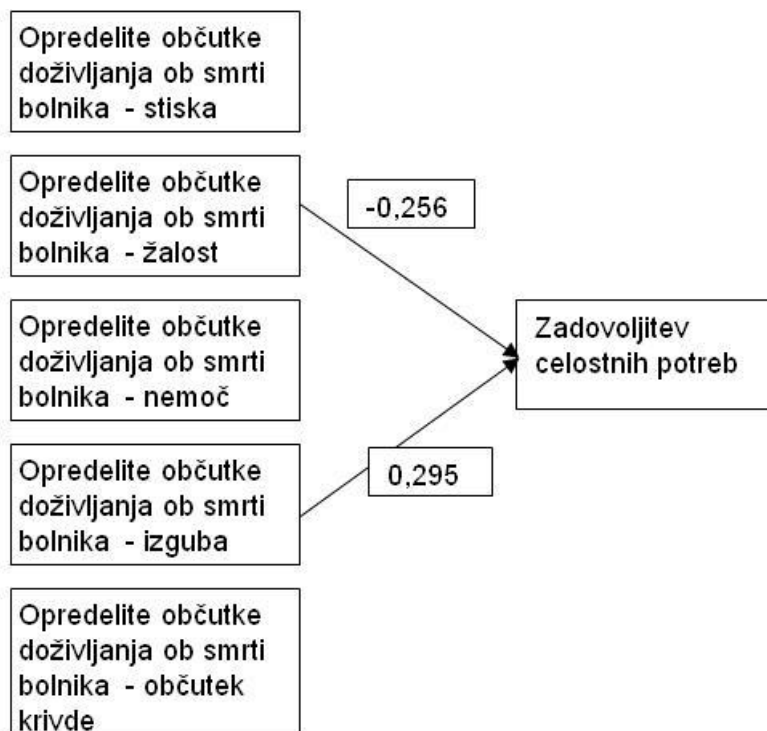 Opredelite občutke
doživljanja ob smrti
bolnika - stiska
Opredelite občutke
doživljanja ob smrti
bolnika - žalost
-0,256
Opredelite občutke
doživljanja ob smrti
bolnika - nemoč
Zadovoljitev
celostnih potreb
Opredelite občutke
doživljanja ob smrti
bolnika - izguba
0,295
Opredelite občutke
doživljanja ob smrti
bolnika - občutek
krivde